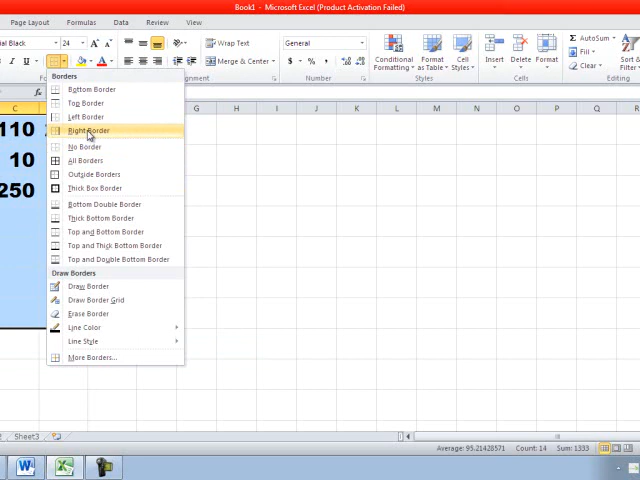 Book1 - Microsoft Excel (Product Activation Failed)
Page Layout Formulas Data Review View
ial Black 24 A A Wrap Text General
B I U A Merge & Center $ % ,
Conditional Formatting Format as Table Cell Styles
Insert Delete Format
AutoSum
Fill
Clear
Alignment Number Styles Cells
fx
C G H I J K L M N O P Q
110
10
250
Borders
Bottom Border
Top Border
Left Border
Right Border
No Border
All Borders
Outside Borders
Thick Box Border
Bottom Double Border
Thick Bottom Border
Top and Bottom Border
Top and Thick Bottom Border
Top and Double Bottom Border
Draw Borders
Draw Border
Draw Border Grid
Erase Border
Line Color
Line Style
More Borders...
Sheet3
Average: 95.21428571 Count: 14 Sum: 1333